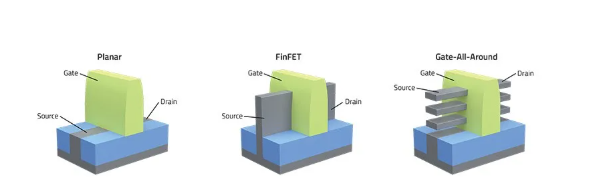 Planar
Gate
Source
Drain
FinFET
Gate
Source
Drain
Gate-All-Around
Gate
Source
Drain